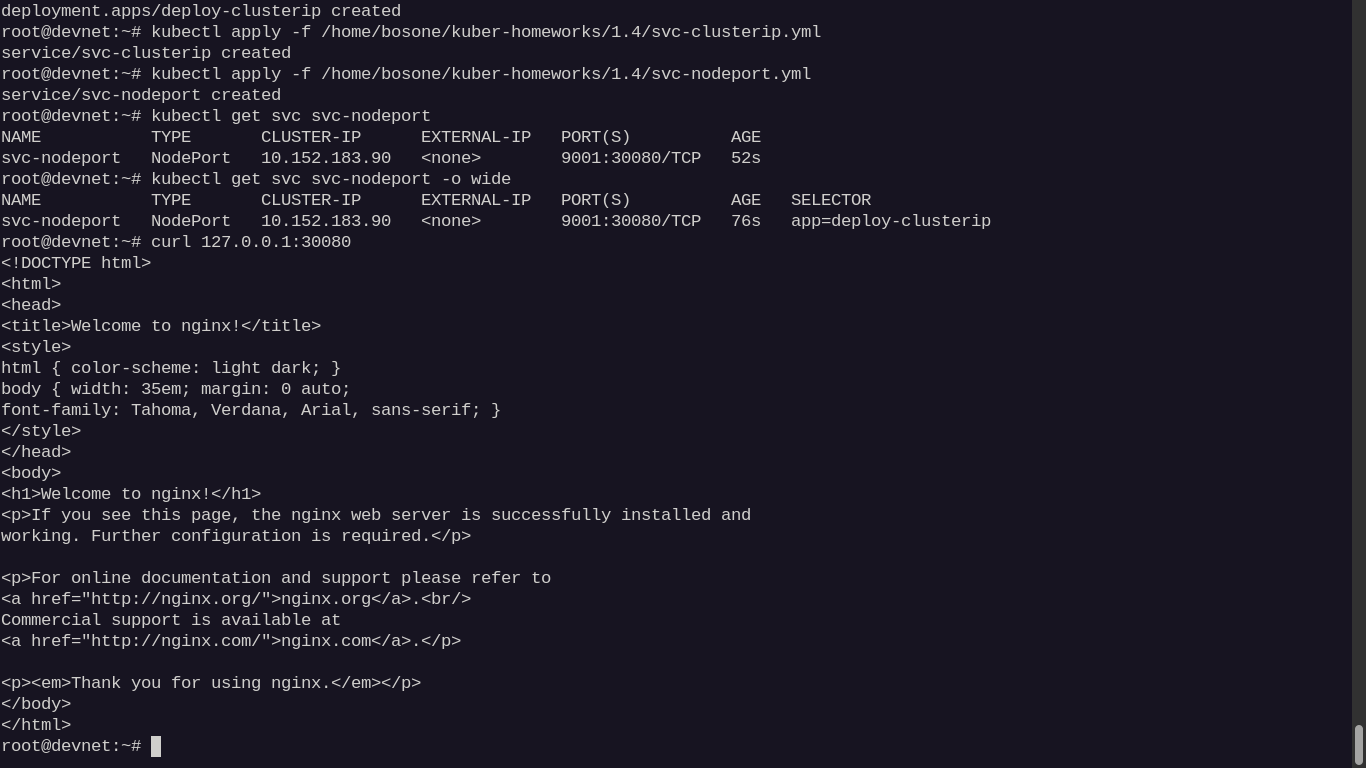 deployment.apps/deploy-clusterip created
root@devnet:~# kubectl apply -f /home/bosone/kuber-homeworks/1.4/svc-clusterip.yml
service/svc-clusterip created
root@devnet:~# kubectl apply -f /home/bosone/kuber-homeworks/1.4/svc-nodeport.yml
service/svc-nodeport created
root@devnet:~# kubectl get svc svc-nodeport
NAME           TYPE       CLUSTER-IP      EXTERNAL-IP   PORT(S)          AGE
svc-nodeport   NodePort   10.152.183.90   <none>        9001:30080/TCP   52s
root@devnet:~# kubectl get svc svc-nodeport -o wide
NAME           TYPE       CLUSTER-IP      EXTERNAL-IP   PORT(S)          AGE   SELECTOR
svc-nodeport   NodePort   10.152.183.90   <none>        9001:30080/TCP   76s   app=deploy-clusterip
root@devnet:~# curl 127.0.0.1:30080
<!DOCTYPE html>
<html>
<head>
<title>Welcome to nginx!</title>
<style>
html { color-scheme: light dark; }
body { width: 35em; margin: 0 auto;
font-family: Tahoma, Verdana, Arial, sans-serif; }
</style>
</head>
<body>
<h1>Welcome to nginx!</h1>
<p>If you see this page, the nginx web server is successfully installed and
working. Further configuration is required.</p>

<p>For online documentation and support please refer to
<a href="http://nginx.org/">nginx.org</a>.<br/>
Commercial support is available at
<a href="http://nginx.com/">nginx.com</a>.</p>

<p><em>Thank you for using nginx.</em></p>
</body>
</html>
root@devnet:~#